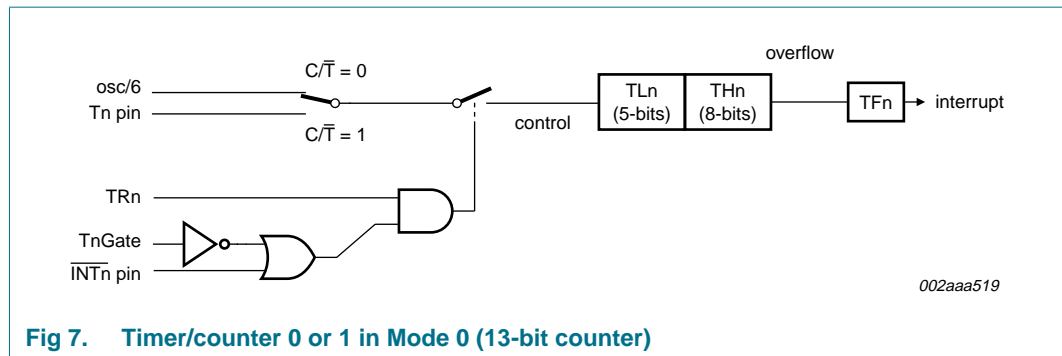 osc/6
Tn pin
C/T̅ = 0
C/T̅ = 1
control
TLn
(5-bits)
THn
(8-bits)
overflow
TFn
interrupt
TRn
TnGate
I̅N̅T̅n̅ pin
002aaa519
Fig 7. Timer/counter 0 or 1 in Mode 0 (13-bit counter)